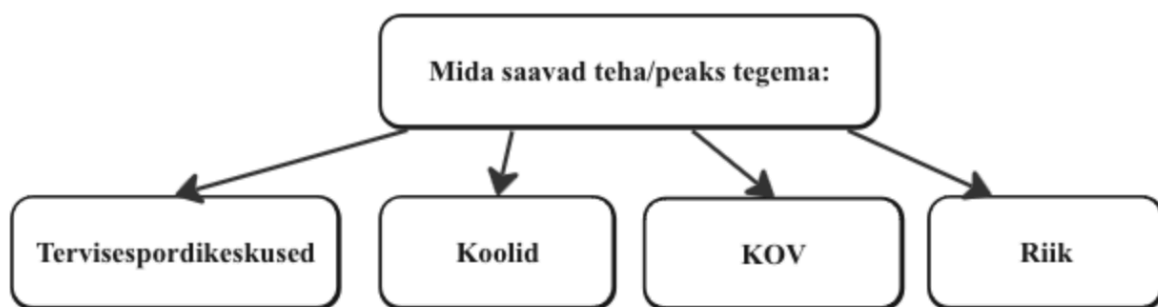 Mida saavad teha/peaks tegema:
Tervisespordikeskused
Koolid
KOV
Riik